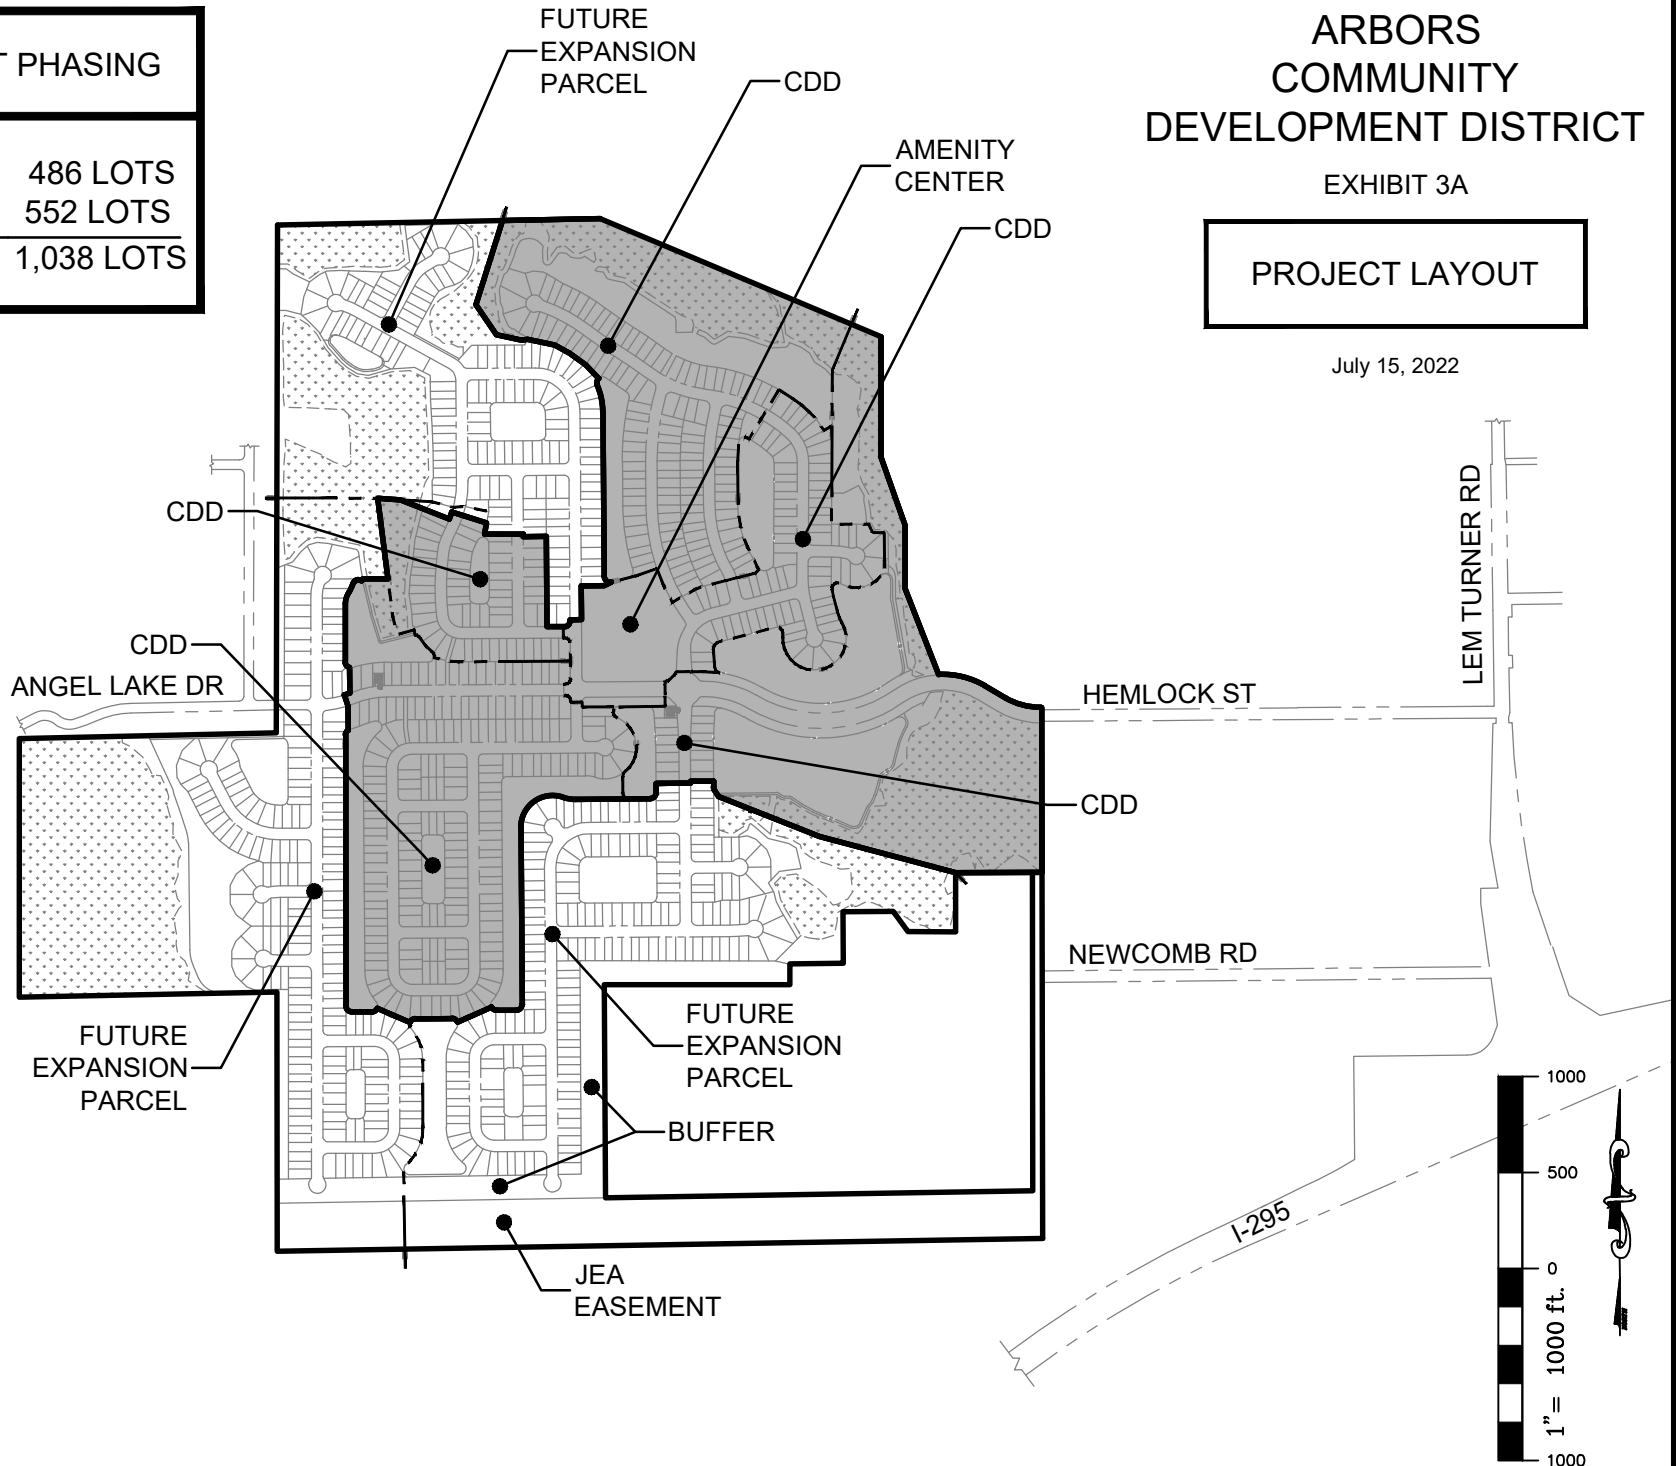 T PHASING
486 LOTS
552 LOTS
1,038 LOTS
FUTURE
EXPANSION
PARCEL
CDD
AMENITY
CENTER
CDD
ARBORS
COMMUNITY
DEVELOPMENT DISTRICT
EXHIBIT 3A
PROJECT LAYOUT
July 15, 2022
CDD
CDD
ANGEL LAKE DR
HEMLOCK ST
LEM TURNER RD
CDD
NEWCOMB RD
FUTURE
EXPANSION
PARCEL
FUTURE
EXPANSION
PARCEL
BUFFER
JEA
EASEMENT
I-295
1000
500
0
1"= 1000 ft.
1000